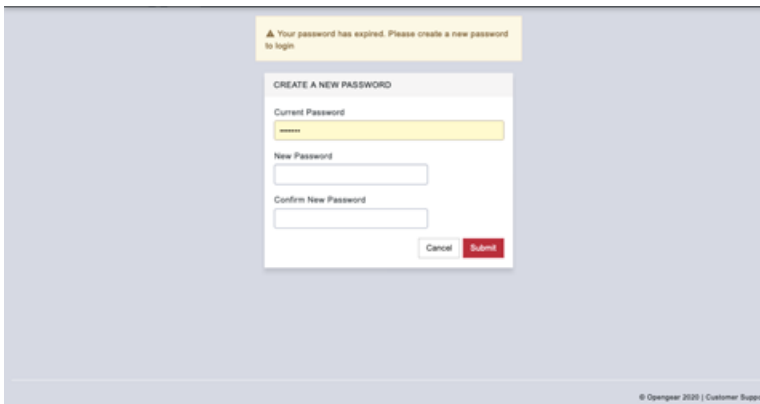 Your password has expired. Please create a new password
to login
CREATE A NEW PASSWORD
Current Password
•••••••
New Password
Confirm New Password
Cancel Submit
© Opengear 2020 | Customer Suppo